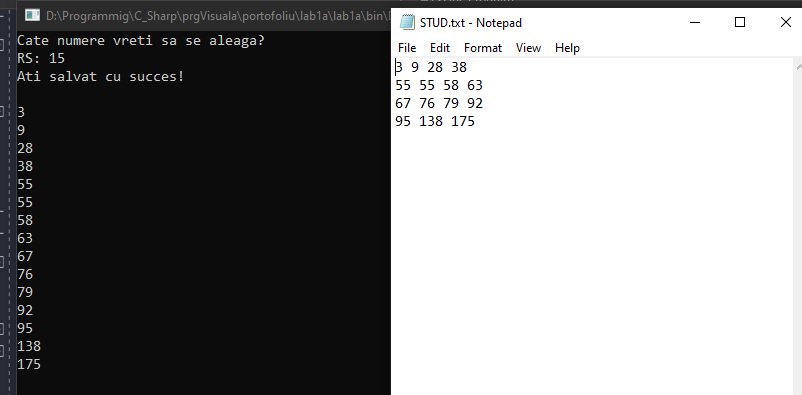 D:\Programmig\C_Sharp\prgVisuala\portofoliu\lab1a\lab1a\bin\
Cate numere vreti sa se aleaga?
RS: 15
Ati salvat cu succes!
3
9
28
38
55
55
58
63
67
76
79
92
95
138
175
STUD.txt - Notepad
File Edit Format View Help
3 9 28 38
55 55 58 63
67 76 79 92
95 138 175